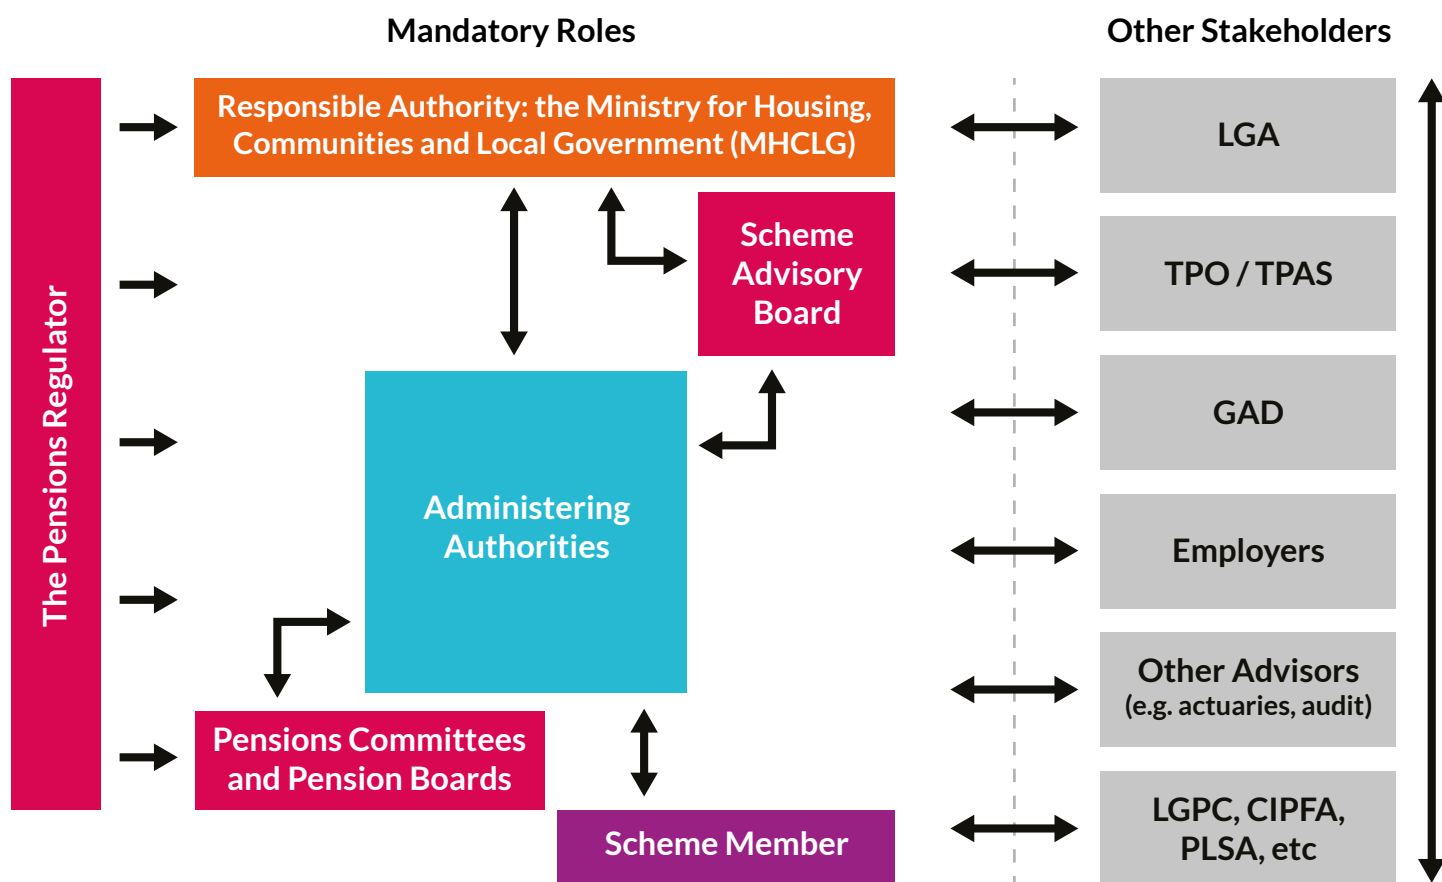 Mandatory Roles
Other Stakeholders
The Pensions Regulator
Responsible Authority: the Ministry for Housing,
Communities and Local Government (MHCLG)
Scheme
Advisory
Board
Administering
Authorities
Pensions Committees
and Pension Boards
Scheme Member
LGA
TPO / TPAS
GAD
Employers
Other Advisors
(e.g. actuaries, audit)
LGPC, CIPFA,
PLSA, etc